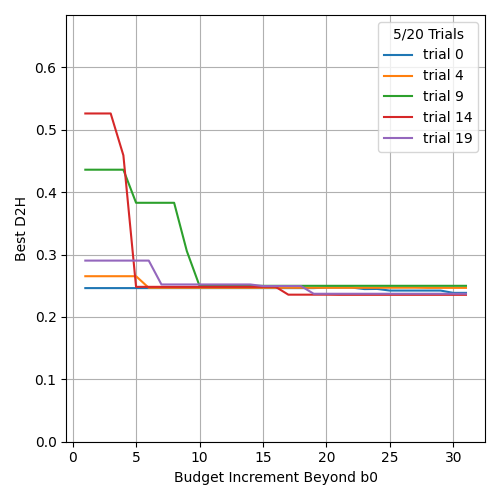 5/20 Trials
trial 0
trial 4
trial 9
trial 14
trial 19
0.6
0.5
0.4
0.3
0.2
0.1
0.0
Best D2H
0 5 10 15 20 25 30
Budget Increment Beyond b0